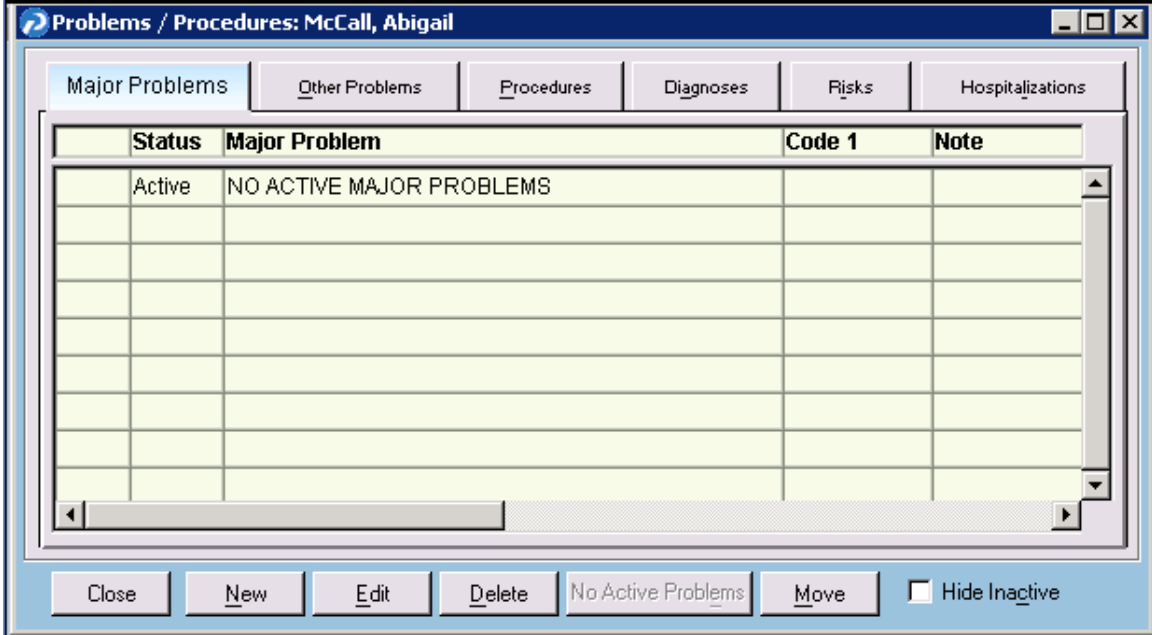 Problems / Procedures: McCall, Abigail
Major Problems Other Problems Procedures Diagnoses Risks Hospitalizations
Status Major Problem Code 1 Note
Active NO ACTIVE MAJOR PROBLEMS
Close New Edit Delete No Active Problems Move Hide Inactive